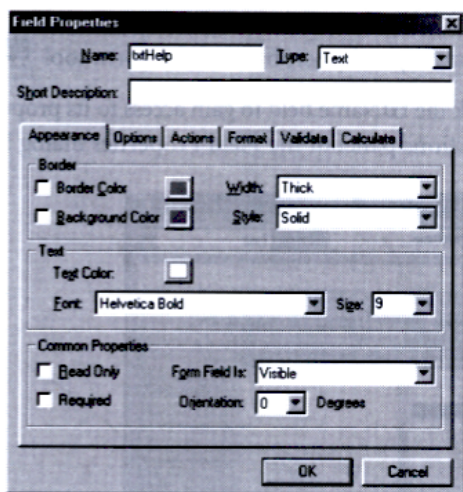 Field Properties
Name: txtHelp Type: Text
Short Description:
Appearance Options Actions Format Validate Calculate
Border
Border Color Width: Thick
Background Color Style: Solid
Text
Text Color:
Font: Helvetica Bold Size: 9
Common Properties
Read Only Form Field Is: Visible
Required Orientation: 0 Degrees
OK Cancel